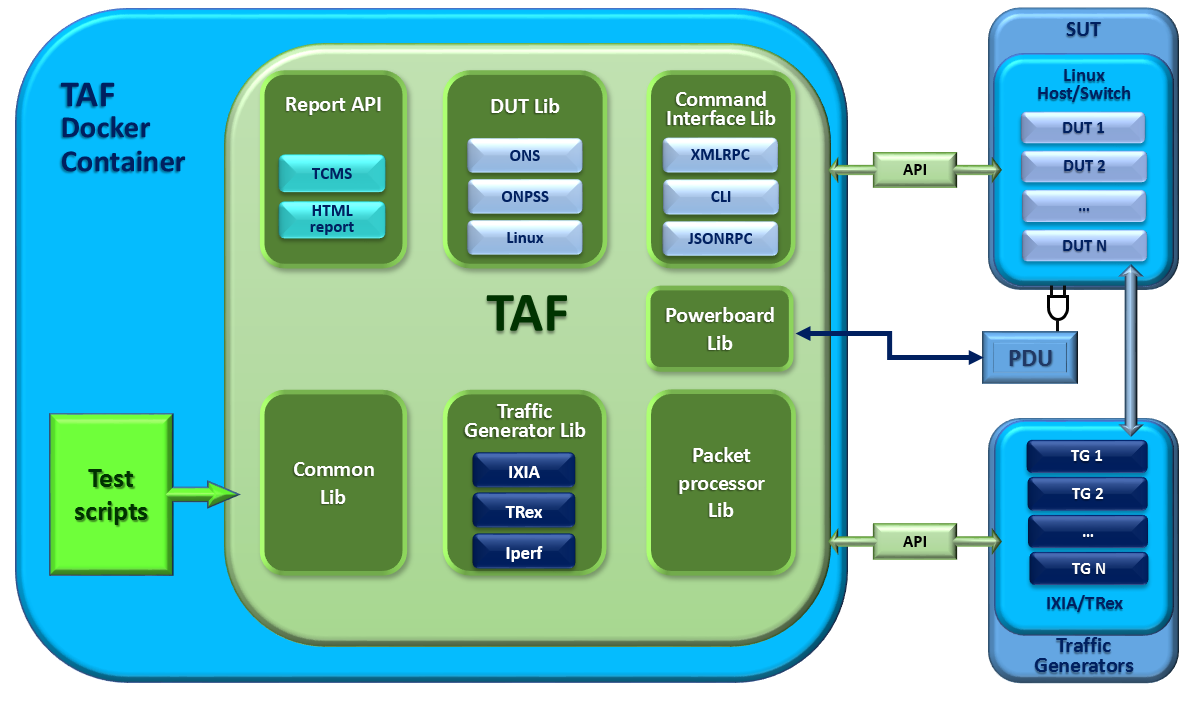 TAF
Docker
Container
Test
scripts
Report API
TCMS
HTML
report
DUT Lib
ONS
ONPSS
Linux
Command
Interface Lib
XMLRPC
CLI
JSONRPC
TAF
Powerboard
Lib
Common
Lib
Traffic
Generator Lib
IXIA
TRex
Iperf
Packet
processor
Lib
API
API
SUT
Linux
Host/Switch
DUT 1
DUT 2
...
DUT N
PDU
TG 1
TG 2
...
TG N
IXIA/TRex
Traffic
Generators